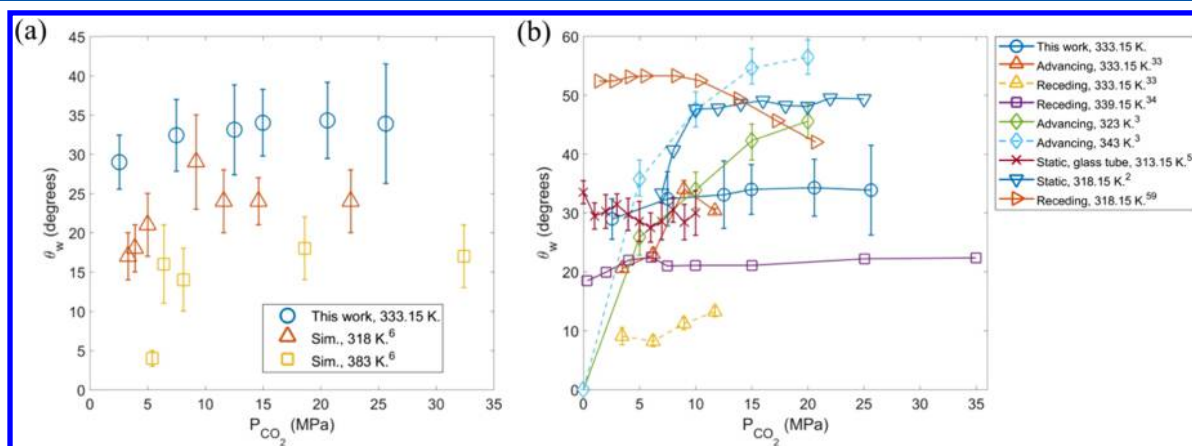 (a)
45
40
35
30
25
20
15
10
5
0
θw (degrees)
0 5 10 15 20 25 30 35
PCO2 (MPa)
This work, 333.15 K.
Sim., 318 K.6
Sim., 383 K.6
(b)
60
50
40
30
20
10
0
θw (degrees)
0 5 10 15 20 25 30 35
PCO2 (MPa)
This work, 333.15 K.
Advancing, 333.15 K.33
Receding, 333.15 K.33
Receding, 339.15 K.34
Advancing, 323 K.3
Advancing, 343 K.3
Static, glass tube, 313.15 K.5
Static, 318.15 K.2
Receding, 318.15 K.59